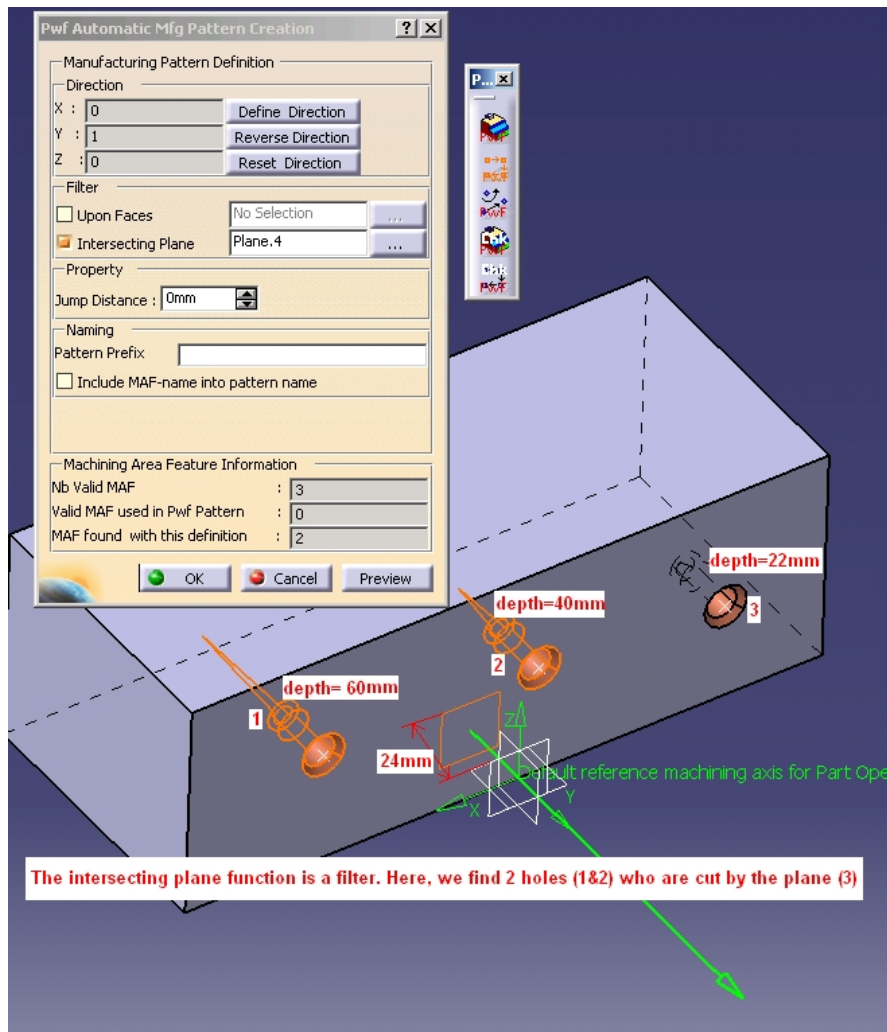 Pwf Automatic Mfg Pattern Creation
Manufacturing Pattern Definition
Direction
X : 0 Define Direction
Y : 1 Reverse Direction
Z : 0 Reset Direction
Filter
Upon Faces No Selection ...
Intersecting Plane Plane.4 ...
Property
Jump Distance : 0mm
Naming
Pattern Prefix
Include MAF-name into pattern name
Machining Area Feature Information
Nb Valid MAF : 3
Valid MAF used in Pwf Pattern : 0
MAF found with this definition : 2
OK Cancel Preview
P...
PWF
depth=22mm
3
depth=40mm
2
depth= 60mm
1
24mm
Z
Default reference machining axis for Part Ope
X
Y
The intersecting plane function is a filter. Here, we find 2 holes (1&2) who are cut by the plane (3)